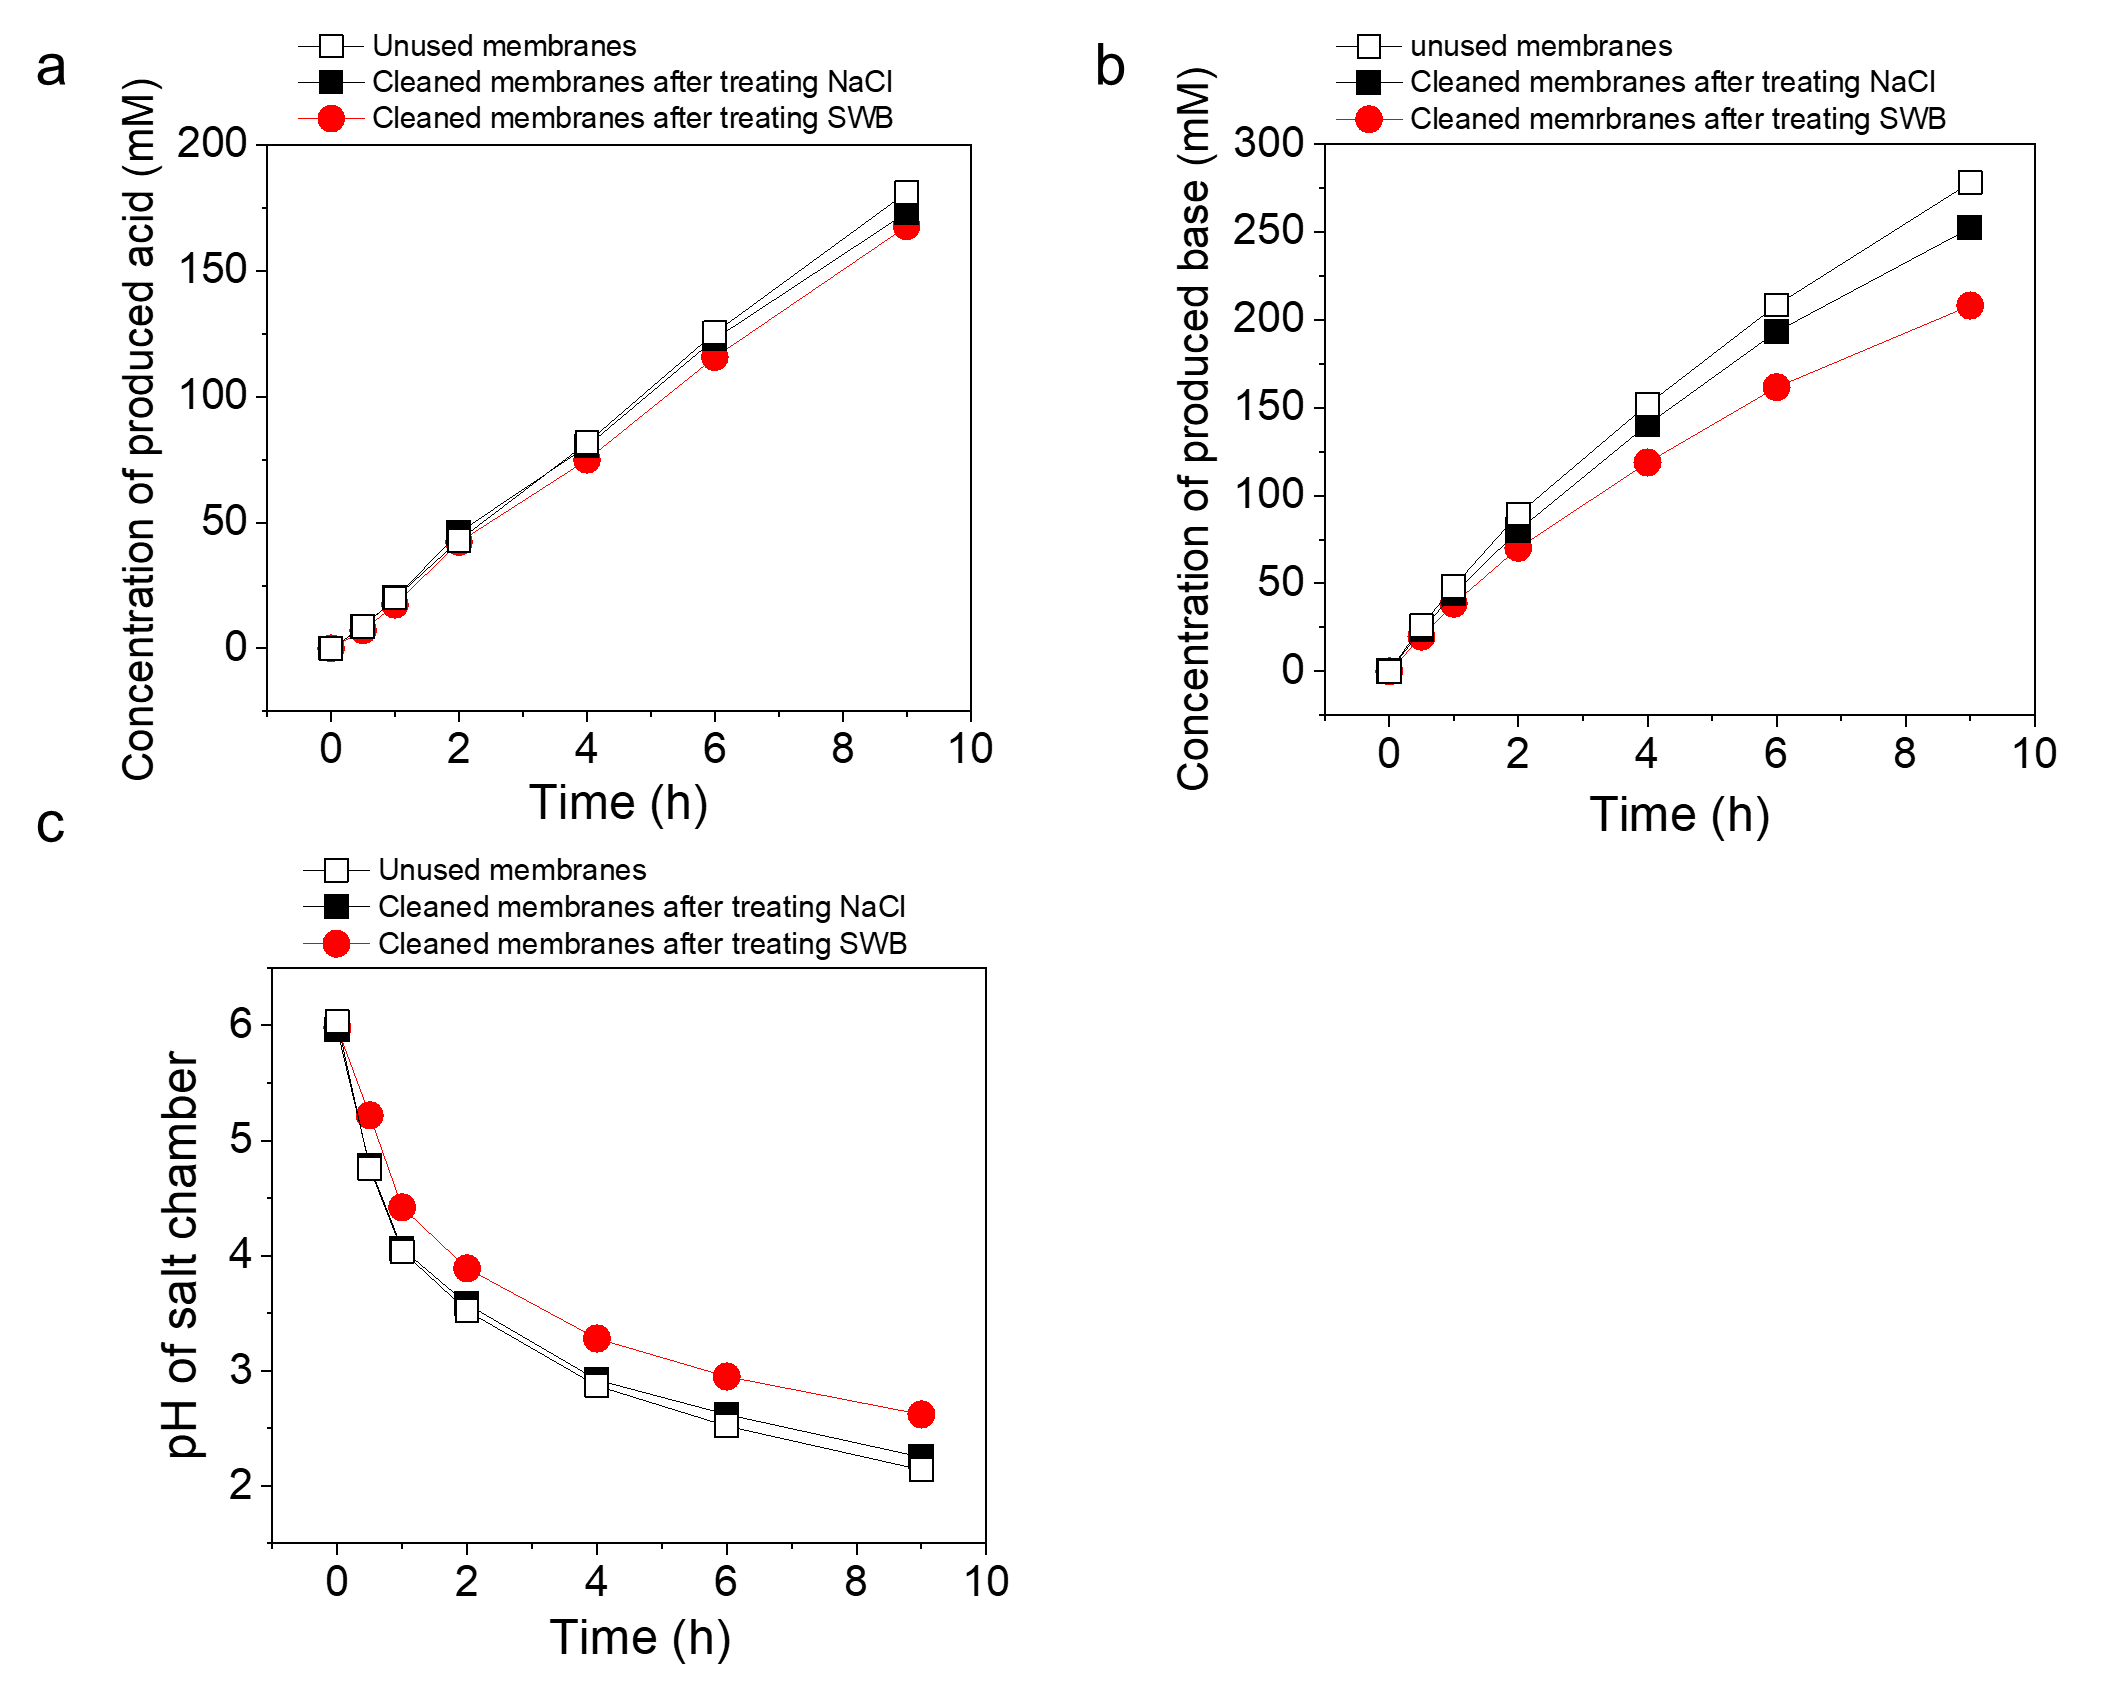 a
Unused membranes
Cleaned membranes after treating NaCl
Cleaned membranes after treating SWB
Concentration of produced acid (mM)
200
150
100
50
0
0 2 4 6 8 10
Time (h)
b
unused membranes
Cleaned membranes after treating NaCl
Cleaned memrbranes after treating SWB
Concentration of produced base (mM)
300
250
200
150
100
50
0
0 2 4 6 8 10
Time (h)
c
Unused membranes
Cleaned membranes after treating NaCl
Cleaned membranes after treating SWB
pH of salt chamber
6
5
4
3
2
0 2 4 6 8 10
Time (h)